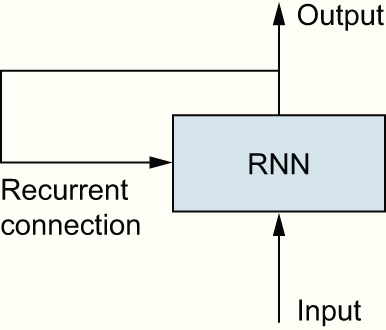 Output
RNN
Recurrent
connection
Input